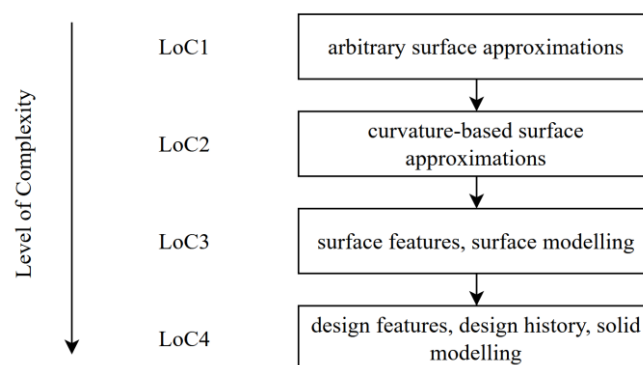 Level of Complexity
LoC1
arbitrary surface approximations
LoC2
curvature-based surface
approximations
LoC3
surface features, surface modelling
LoC4
design features, design history, solid
modelling